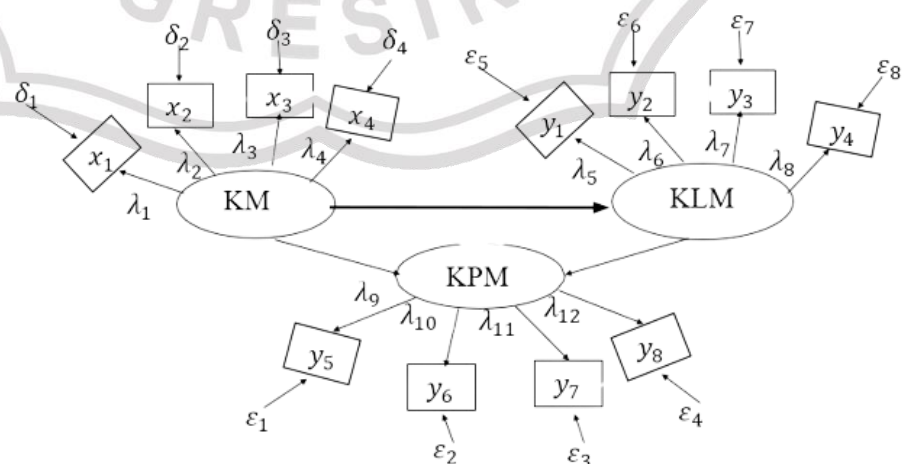 GRESIK
δ₁ δ₂ δ₃ δ₄ ε₅ ε₆ ε₇ ε₈
x₁ x₂ x₃ x₄ y₁ y₂ y₃ y₄
λ₁ λ₂ λ₃ λ₄ λ₅ λ₆ λ₇ λ₈
KM KLM
KPM
λ₉ λ₁₀ λ₁₁ λ₁₂
y₅ y₆ y₇ y₈
ε₁ ε₂ ε₃ ε₄